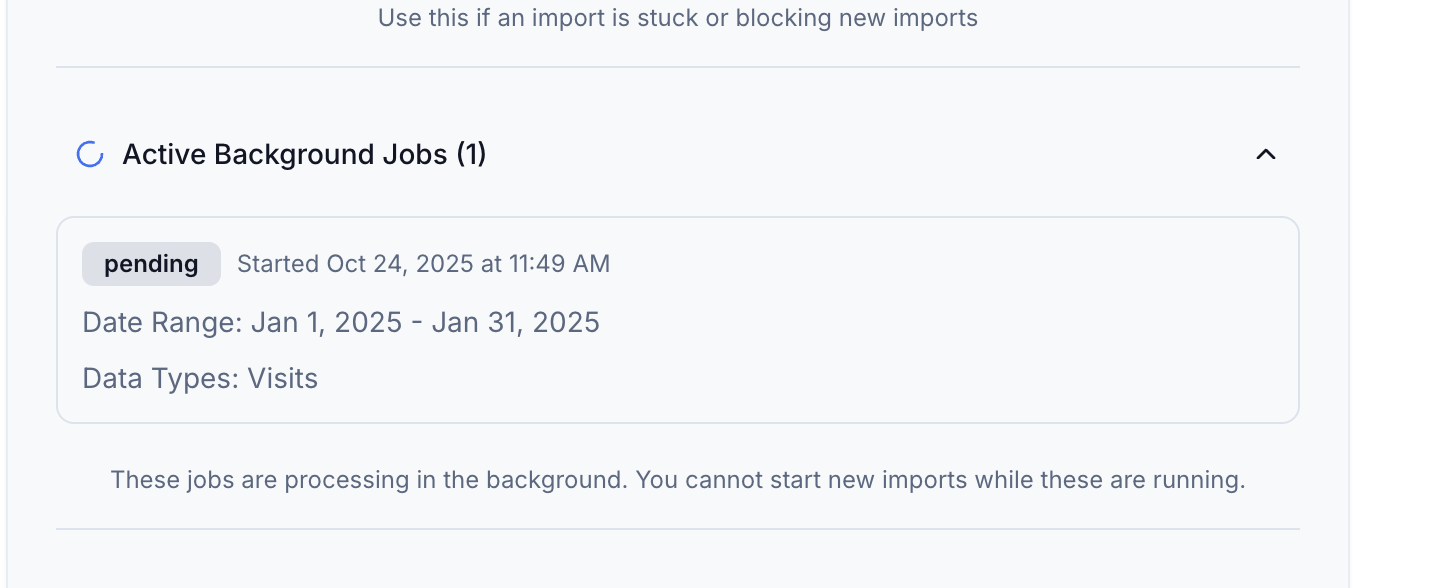 Use this if an import is stuck or blocking new imports
Active Background Jobs (1)
pending Started Oct 24, 2025 at 11:49 AM
Date Range: Jan 1, 2025 - Jan 31, 2025
Data Types: Visits
These jobs are processing in the background. You cannot start new imports while these are running.